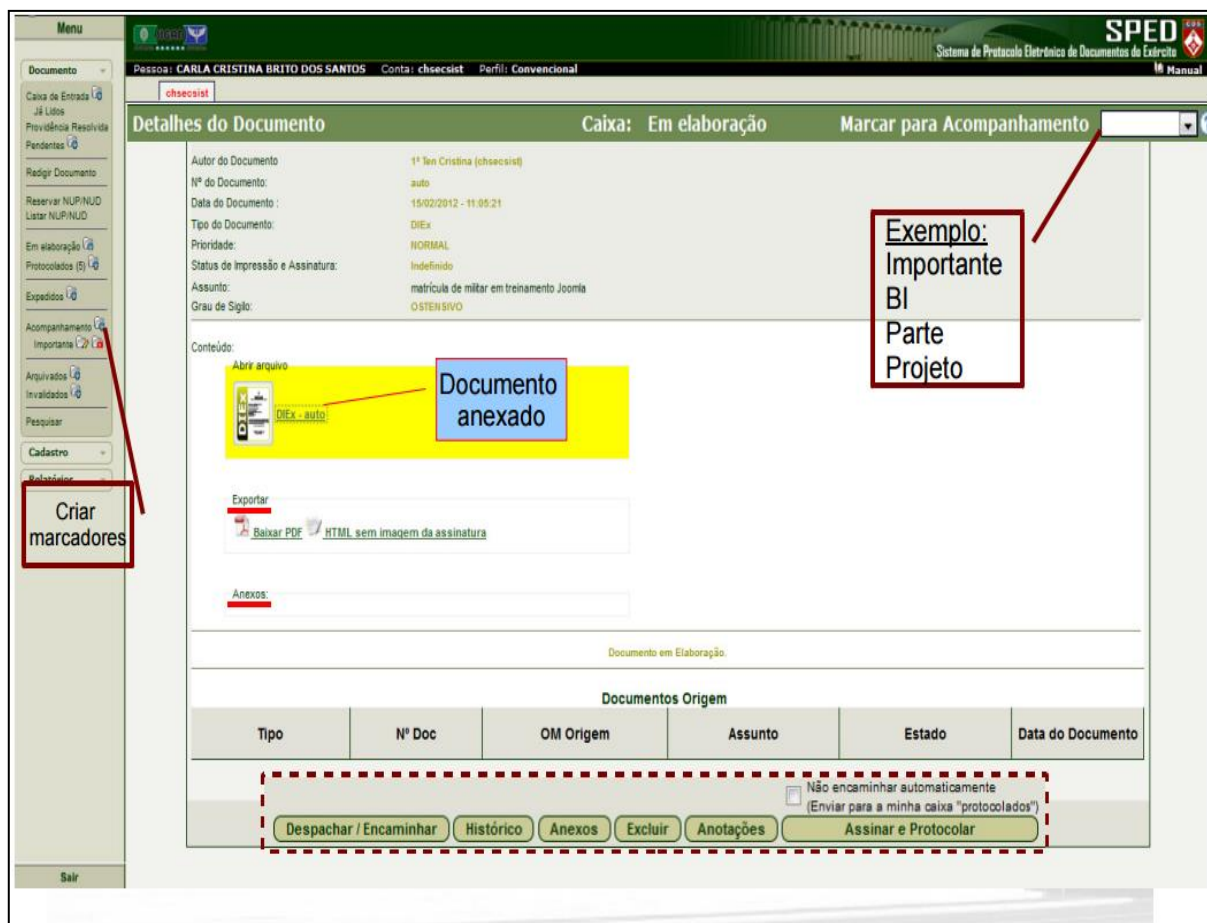 Menu
SPED
Sistema de Protocolo Eletrônico de Documentos do Exército
Pessoa: CARLA CRISTINA BRITO DOS SANTOS Conta: chsecsist Perfil: Convencional
Manual
chsecsist
Documento
Caixa de Entrada
Já Lidos
Providência Resolvida
Pendentes
Redigir Documento
Reservar NUP/NUD
Listar NUP/NUD
Em elaboração
Protocolados (5)
Expedidos
Acompanhamento
Importante
Arquivados
Invalidados
Pesquisar
Cadastro
Relatórios
Criar
marcadores
Sair
Detalhes do Documento Caixa: Em elaboração Marcar para Acompanhamento
Autor do Documento 1º Ten Cristina (chsecsist)
Nº do Documento: auto
Data do Documento : 15/02/2012 - 11:05:21
Tipo do Documento: DIEx
Prioridade: NORMAL
Status de Impressão e Assinatura: Indefinido
Assunto: matrícula de militar em treinamento Joomla
Grau de Sigilo: OSTENSIVO
Exemplo:
Importante
BI
Parte
Projeto
Conteúdo:
Abrir arquivo
DIEx - auto
Documento
anexado
Exportar
Baixar PDF HTML sem imagem da assinatura
Anexos:
Documento em Elaboração.
Documentos Origem
Tipo Nº Doc OM Origem Assunto Estado Data do Documento
Não encaminhar automaticamente
(Enviar para a minha caixa "protocolados")
Despachar / Encaminhar Histórico Anexos Excluir Anotações Assinar e Protocolar